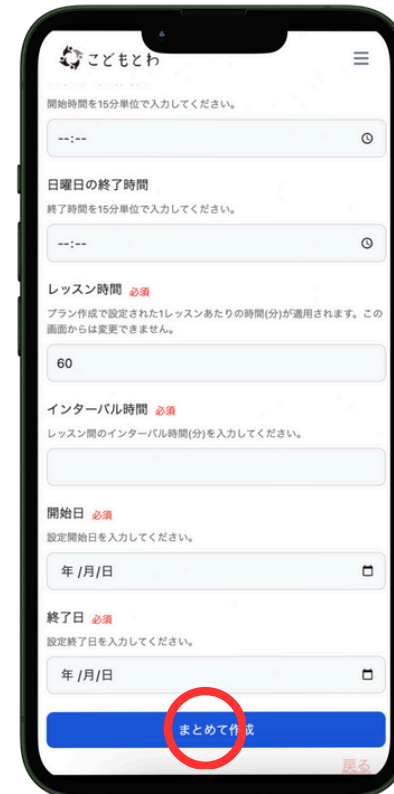 こどもとわ
開始時間を15分単位で入力してください。
--:--
日曜日の終了時間
終了時間を15分単位で入力してください。
--:--
レッスン時間 必須
プラン作成で設定された1レッスンあたりの時間(分)が適用されます。この
画面からは変更できません。
60
インターバル時間 必須
レッスン間のインターバル時間(分)を入力してください。
開始日 必須
設定開始日を入力してください。
年 /月/日
終了日 必須
設定終了日を入力してください。
年 /月/日
まとめて作成
戻る